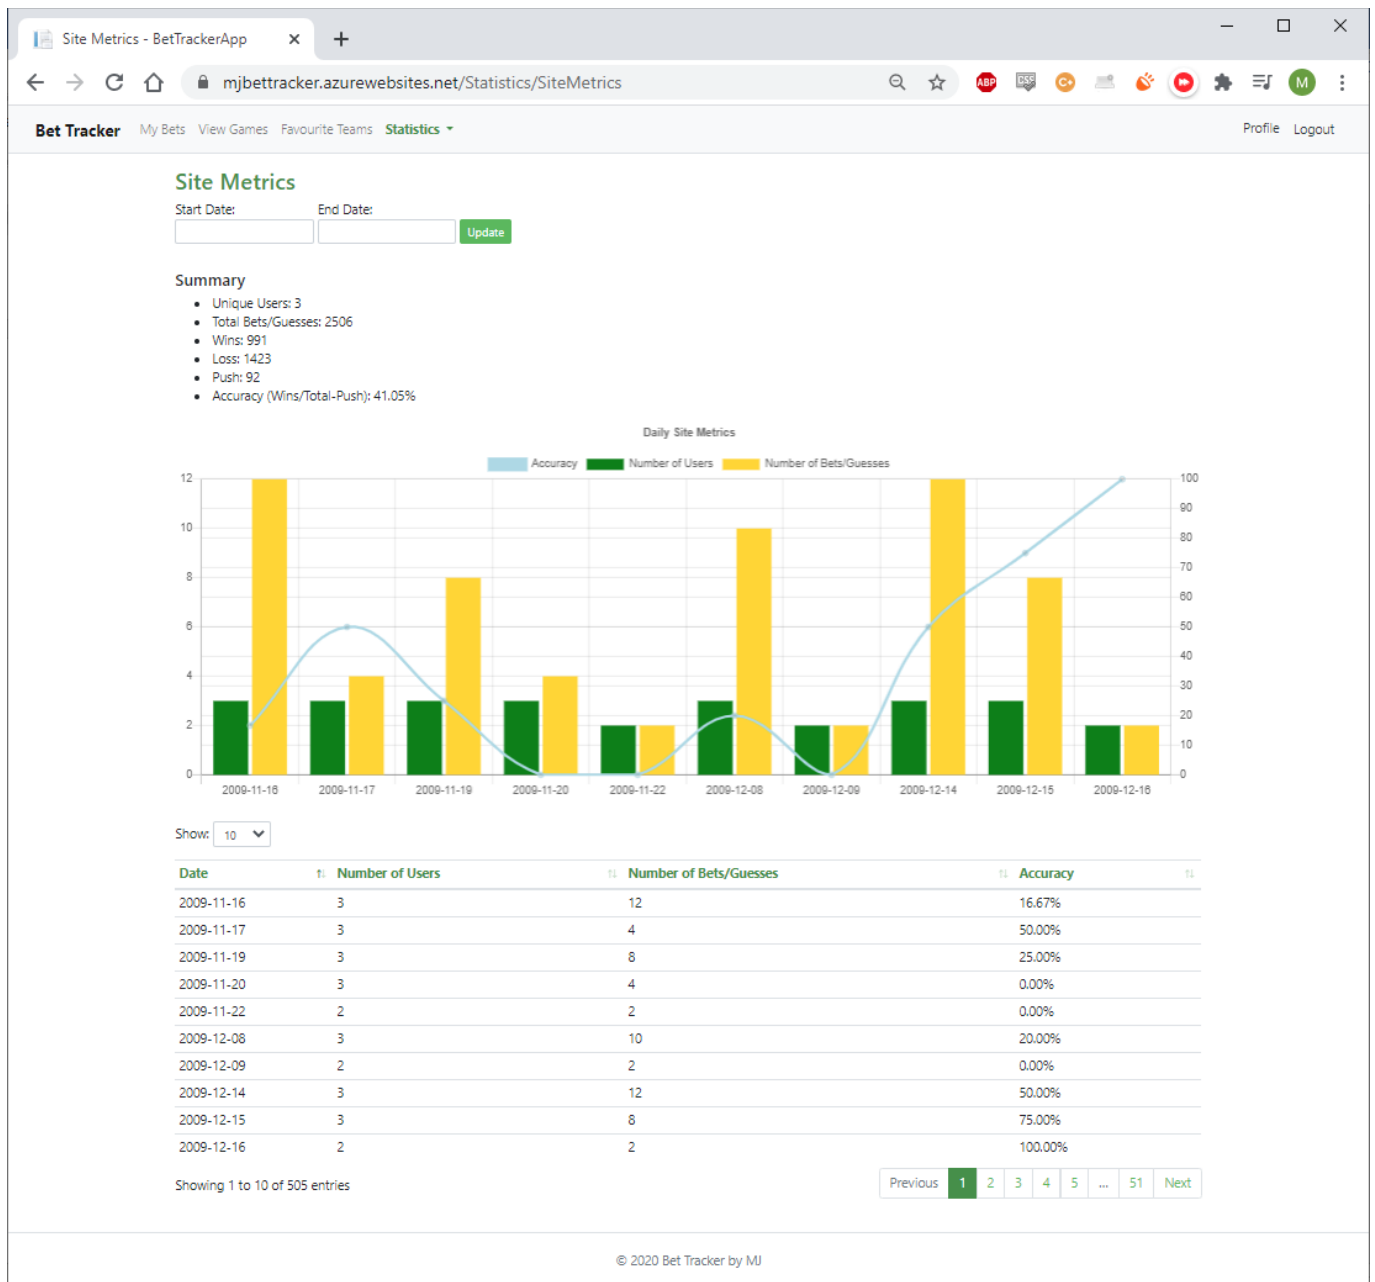 Site Metrics - BetTrackerApp
mjbettracker.azurewebsites.net/Statistics/SiteMetrics
ABP
CSS
C+
M
Bet Tracker My Bets View Games Favourite Teams Statistics Profile Logout
Site Metrics
Start Date: End Date:
Update
Summary
Unique Users: 3
Total Bets/Guesses: 2506
Wins: 991
Loss: 1423
Push: 92
Accuracy (Wins/Total-Push): 41.05%
Daily Site Metrics
Accuracy Number of Users Number of Bets/Guesses
12
10
8
6
4
2
0
100
90
80
70
60
50
40
30
20
10
0
2009-11-16 2009-11-17 2009-11-19 2009-11-20 2009-11-22 2009-12-08 2009-12-09 2009-12-14 2009-12-15 2009-12-16
Show: 10
Date Number of Users Number of Bets/Guesses Accuracy
2009-11-16 3 12 16.67%
2009-11-17 3 4 50.00%
2009-11-19 3 8 25.00%
2009-11-20 3 4 0.00%
2009-11-22 2 2 0.00%
2009-12-08 3 10 20.00%
2009-12-09 2 2 0.00%
2009-12-14 3 12 50.00%
2009-12-15 3 8 75.00%
2009-12-16 2 2 100.00%
Showing 1 to 10 of 505 entries
Previous 1 2 3 4 5 ... 51 Next
© 2020 Bet Tracker by MJ